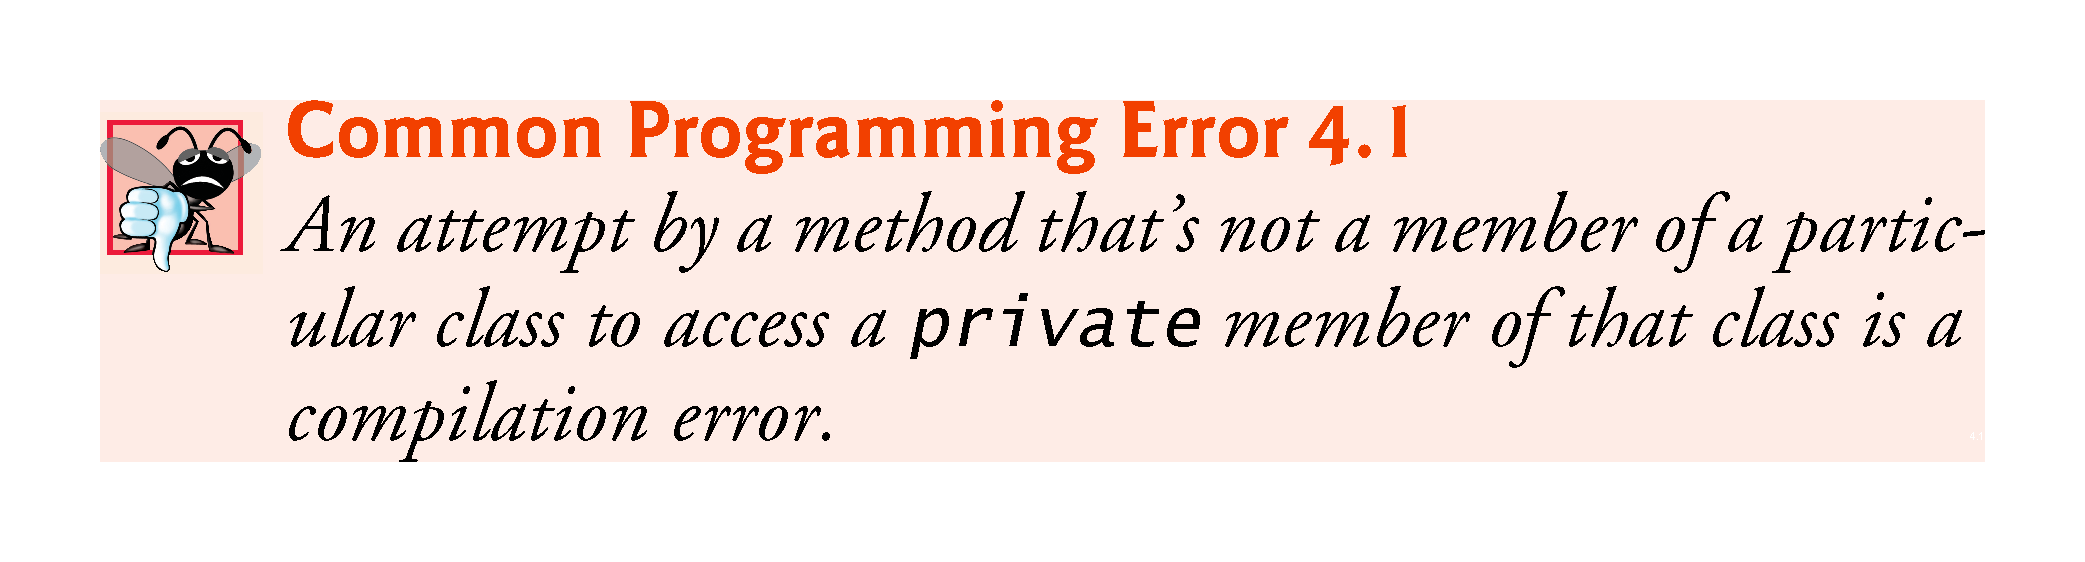 Common Programming Error 4.1
An attempt by a method that’s not a member of a partic-
ular class to access a private member of that class is a
compilation error.